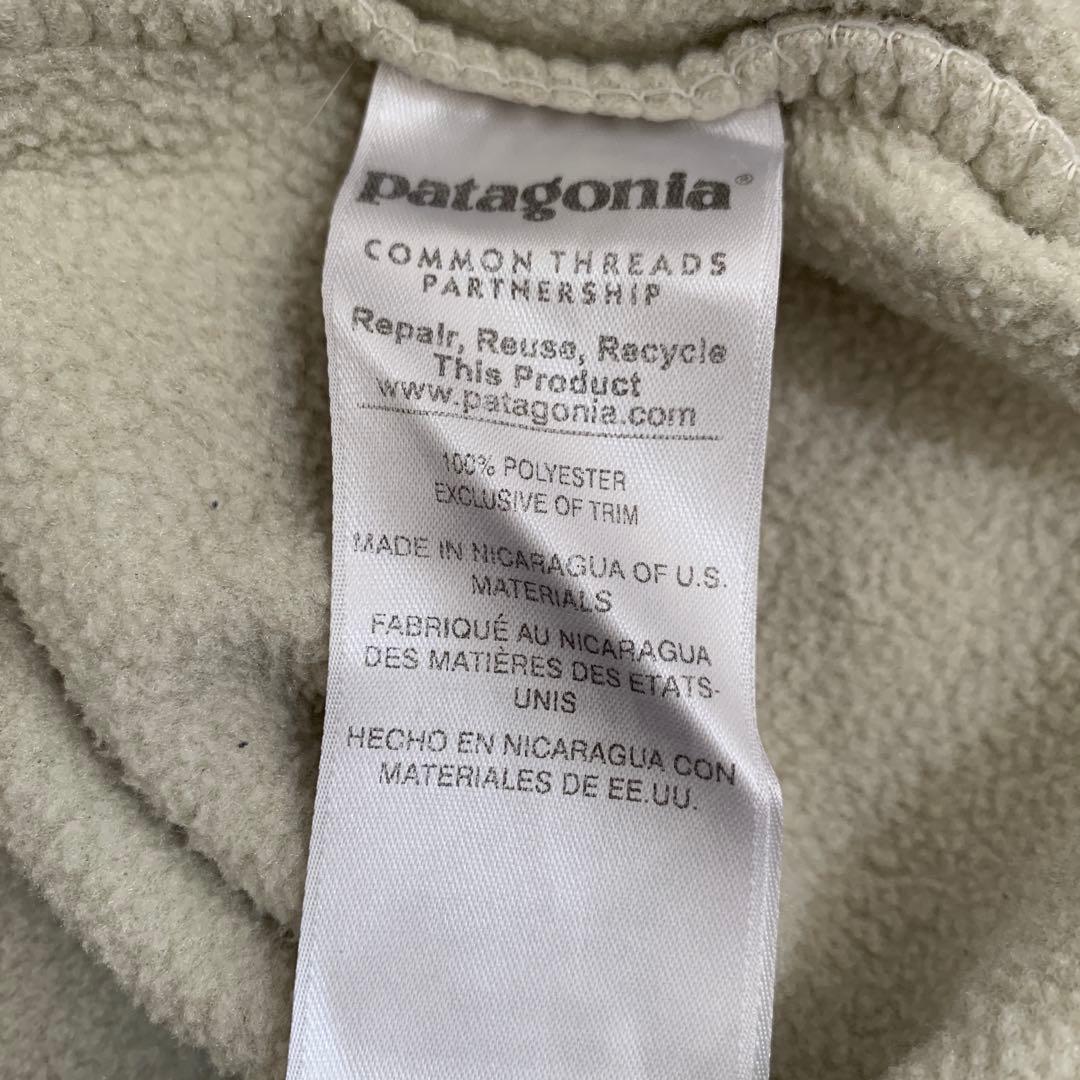 patagonia®
COMMON THREADS
PARTNERSHIP
Repair, Reuse, Recycle
This Product
www.patagonia.com
100% POLYESTER
EXCLUSIVE OF TRIM
MADE IN NICARAGUA OF U.S.
MATERIALS
FABRIQUÉ AU NICARAGUA
DES MATIÈRES DES ETATS-
UNIS
HECHO EN NICARAGUA CON
MATERIALES DE EE.UU.